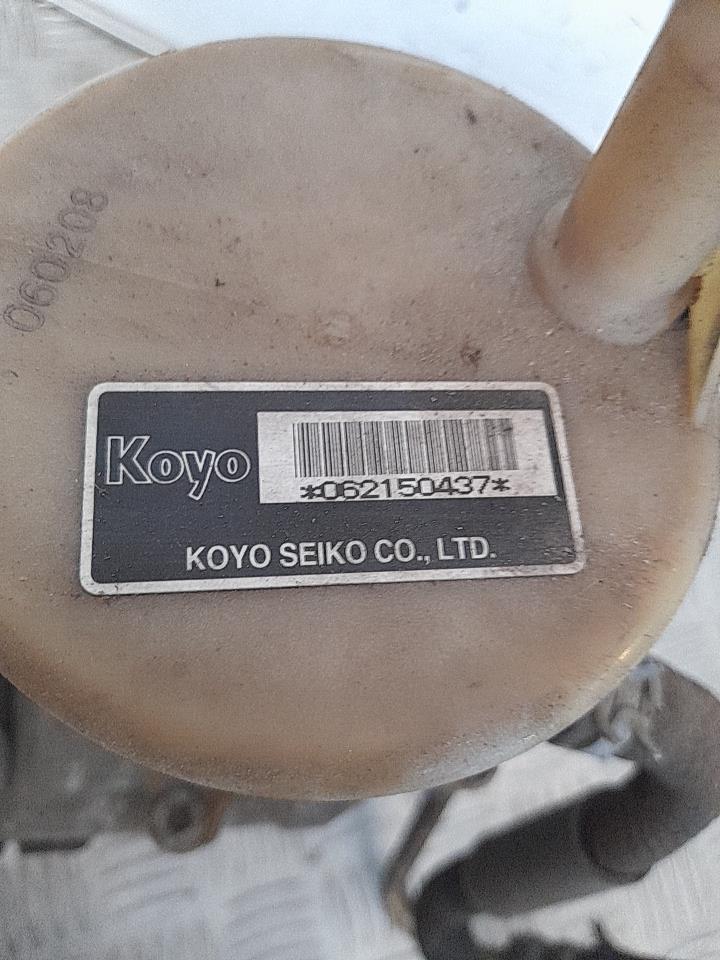 060208
Koyo
*062150437*
KOYO SEIKO CO., LTD.